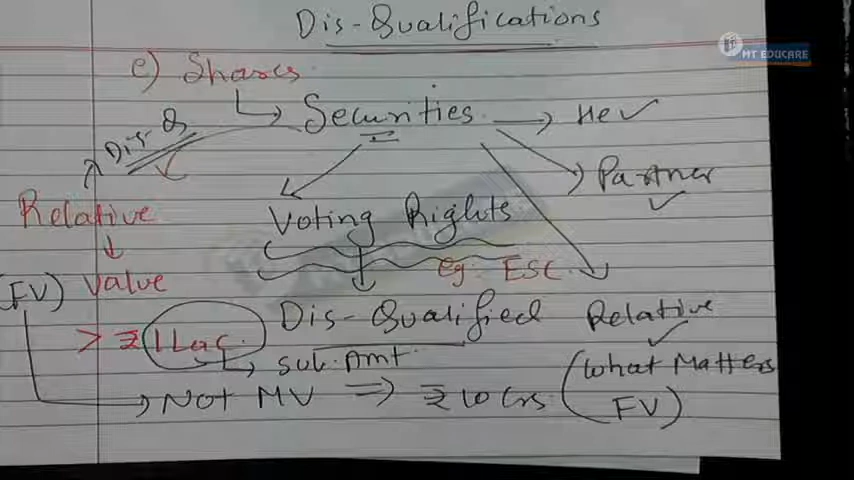 Dis-Qualifications
MT EDUCARE
e) Shares
Securities → He ✓
Dis-Q
Partner ✓
Relative
Voting Rights
eg. ESC.
(FV) Value
Dis-Qualified
Relative ✓
> ₹ 1 Lac.
sub. Amt.
(What Matters
Not MV ⇒ ₹ 10 Crs
FV)